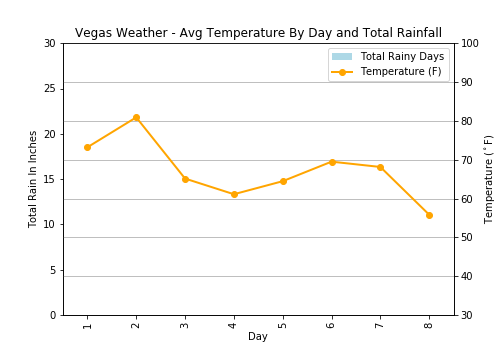 Vegas Weather - Avg Temperature By Day and Total Rainfall
Total Rainy Days
Temperature (F)
30
25
20
15
10
5
0
Total Rain In Inches
100
90
80
70
60
50
40
30
Temperature (°F)
1 2 3 4 5 6 7 8
Day